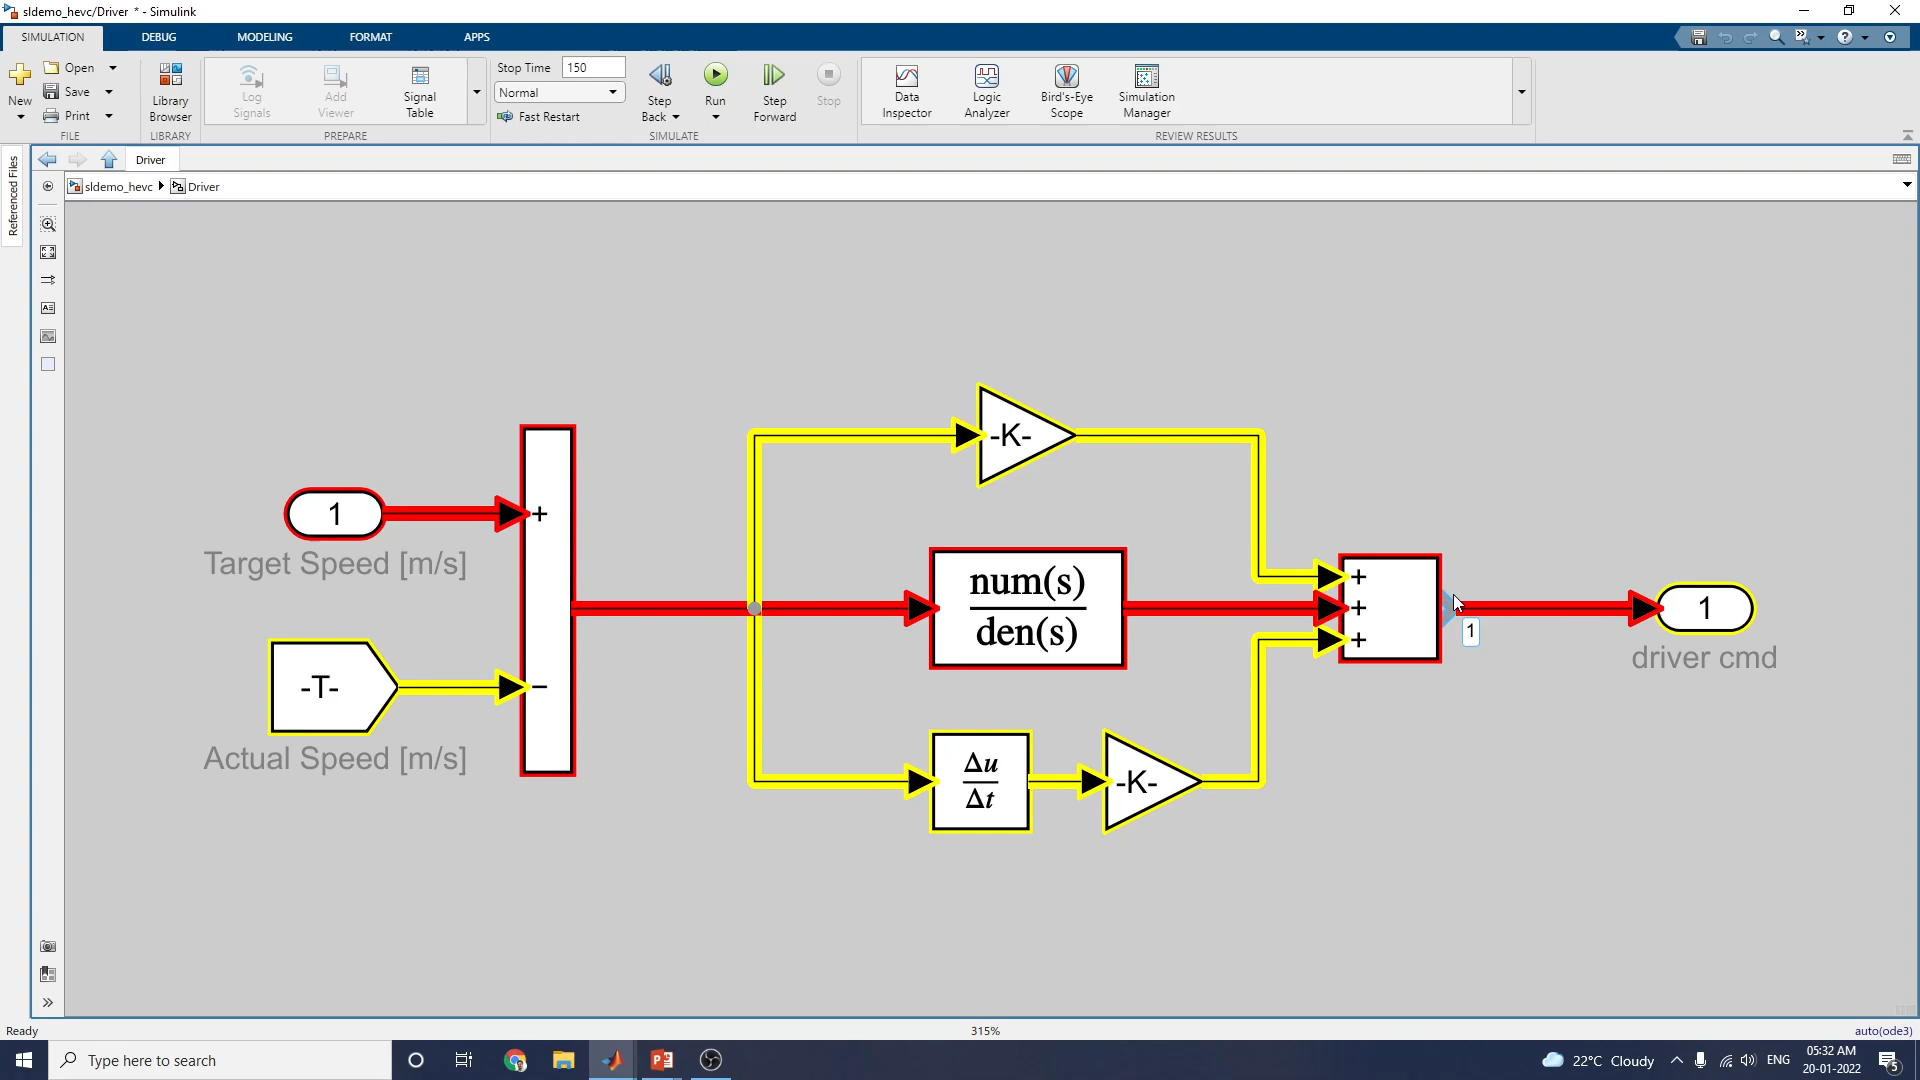 sldemo_hevc/Driver * - Simulink
SIMULATION DEBUG MODELING FORMAT APPS
New
Open
Save
Print
FILE
Library Browser
LIBRARY
Log Signals
Add Viewer
Signal Table
PREPARE
Stop Time 150
Normal
Fast Restart
Step Back
Run
Step Forward
Stop
SIMULATE
Data Inspector
Logic Analyzer
Bird's-Eye Scope
Simulation Manager
REVIEW RESULTS
Referenced Files
Driver
sldemo_hevc Driver
-K-
1
+
Target Speed [m/s]
num(s)
den(s)
+
+
+
1
1
driver cmd
-T-
−
Actual Speed [m/s]
Δu
Δt
-K-
Ready 315% auto(ode3)
Type here to search
22°C Cloudy
ENG
05:32 AM
20-01-2022
5